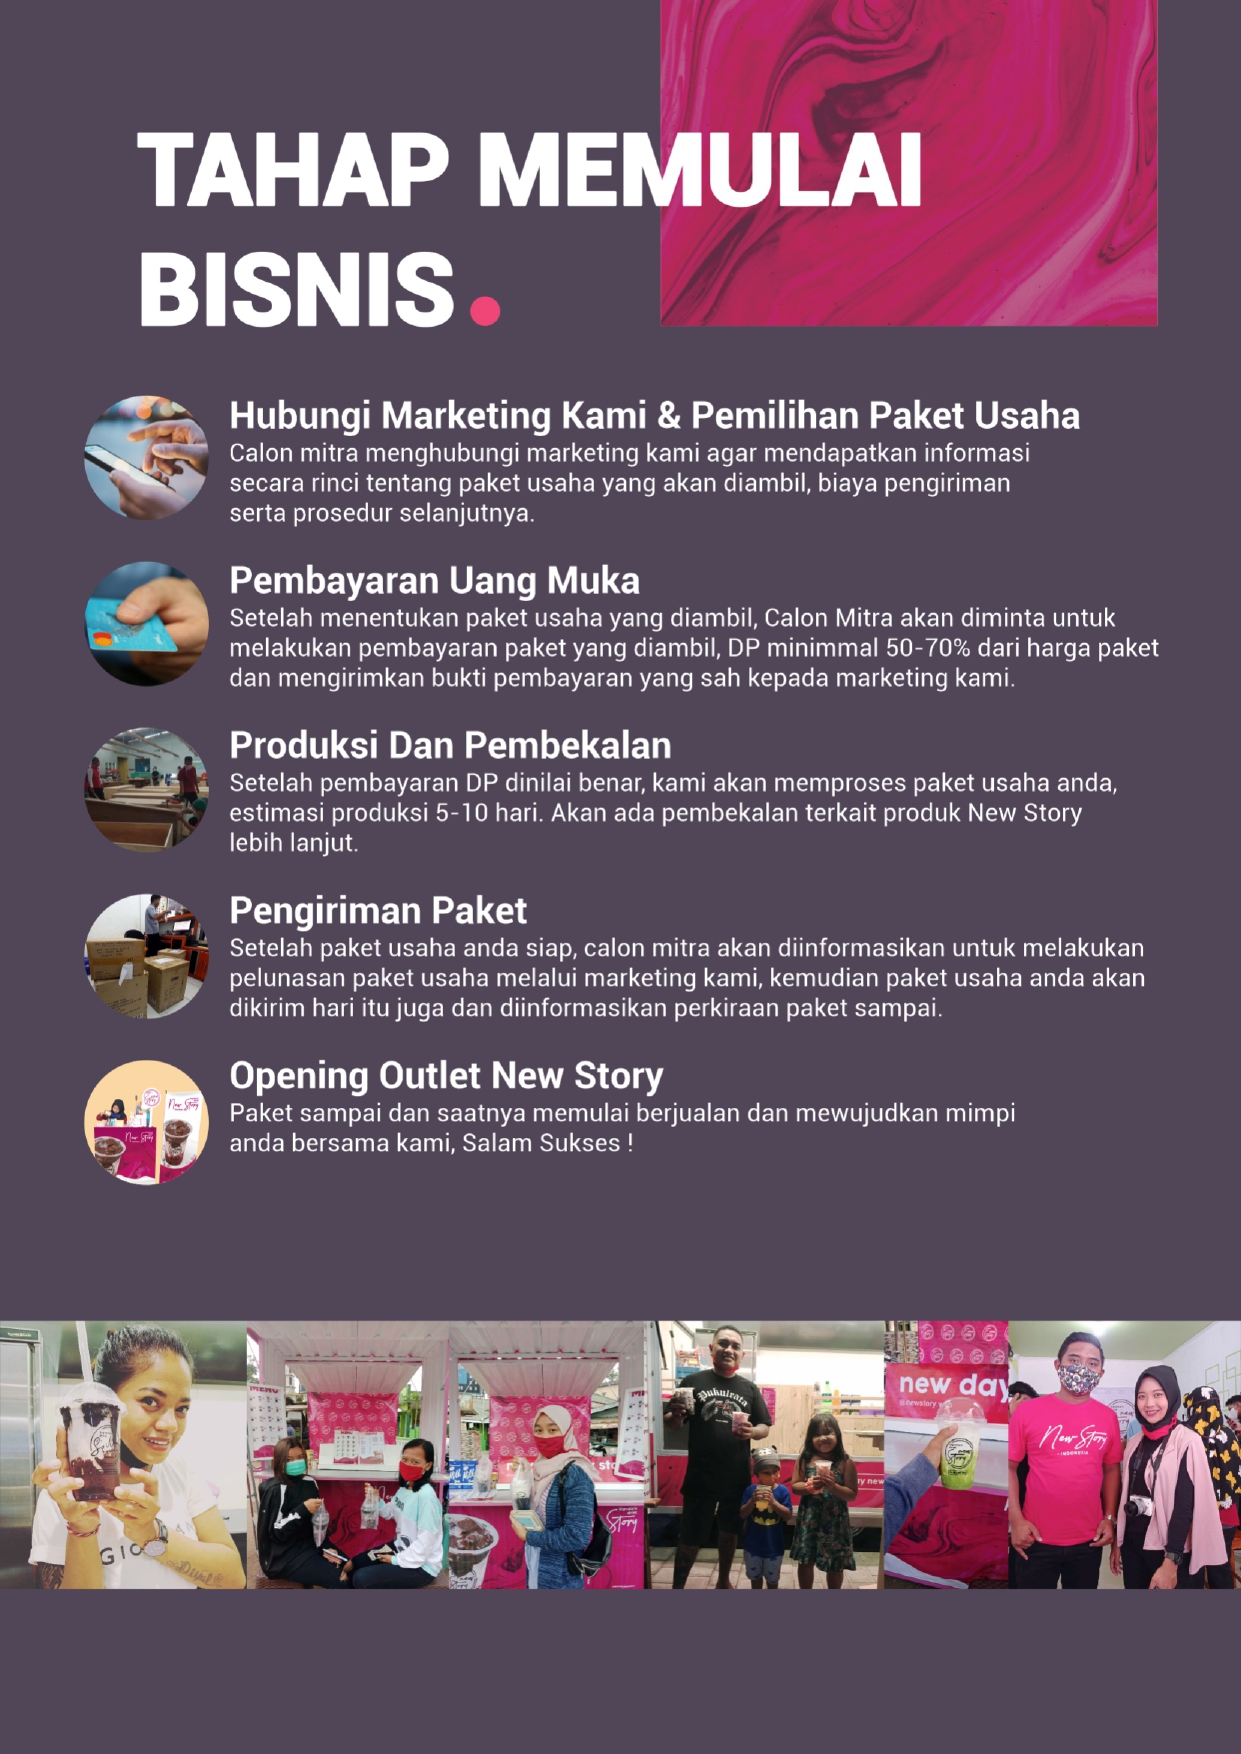 TAHAP MEMULAI
BISNIS.
Hubungi Marketing Kami & Pemilihan Paket Usaha
Calon mitra menghubungi marketing kami agar mendapatkan informasi
secara rinci tentang paket usaha yang akan diambil, biaya pengiriman
serta prosedur selanjutnya.
Pembayaran Uang Muka
Setelah menentukan paket usaha yang diambil, Calon Mitra akan diminta untuk
melakukan pembayaran paket yang diambil, DP minimmal 50-70% dari harga paket
dan mengirimkan bukti pembayaran yang sah kepada marketing kami.
Produksi Dan Pembekalan
Setelah pembayaran DP dinilai benar, kami akan memproses paket usaha anda,
estimasi produksi 5-10 hari. Akan ada pembekalan terkait produk New Story
lebih lanjut.
Pengiriman Paket
Setelah paket usaha anda siap, calon mitra akan diinformasikan untuk melakukan
pelunasan paket usaha melalui marketing kami, kemudian paket usaha anda akan
dikirim hari itu juga dan diinformasikan perkiraan paket sampai.
Opening Outlet New Story
Paket sampai dan saatnya memulai berjualan dan mewujudkan mimpi
anda bersama kami, Salam Sukses !
New Story
New Story
MENU
Story
new day
New Story
INDONESIA